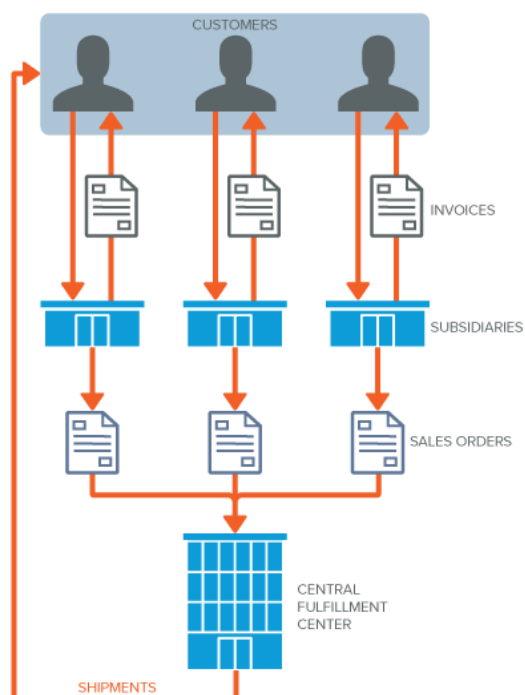 CUSTOMERS
INVOICES
SUBSIDIARIES
SALES ORDERS
CENTRAL
FULFILLMENT
CENTER
SHIPMENTS